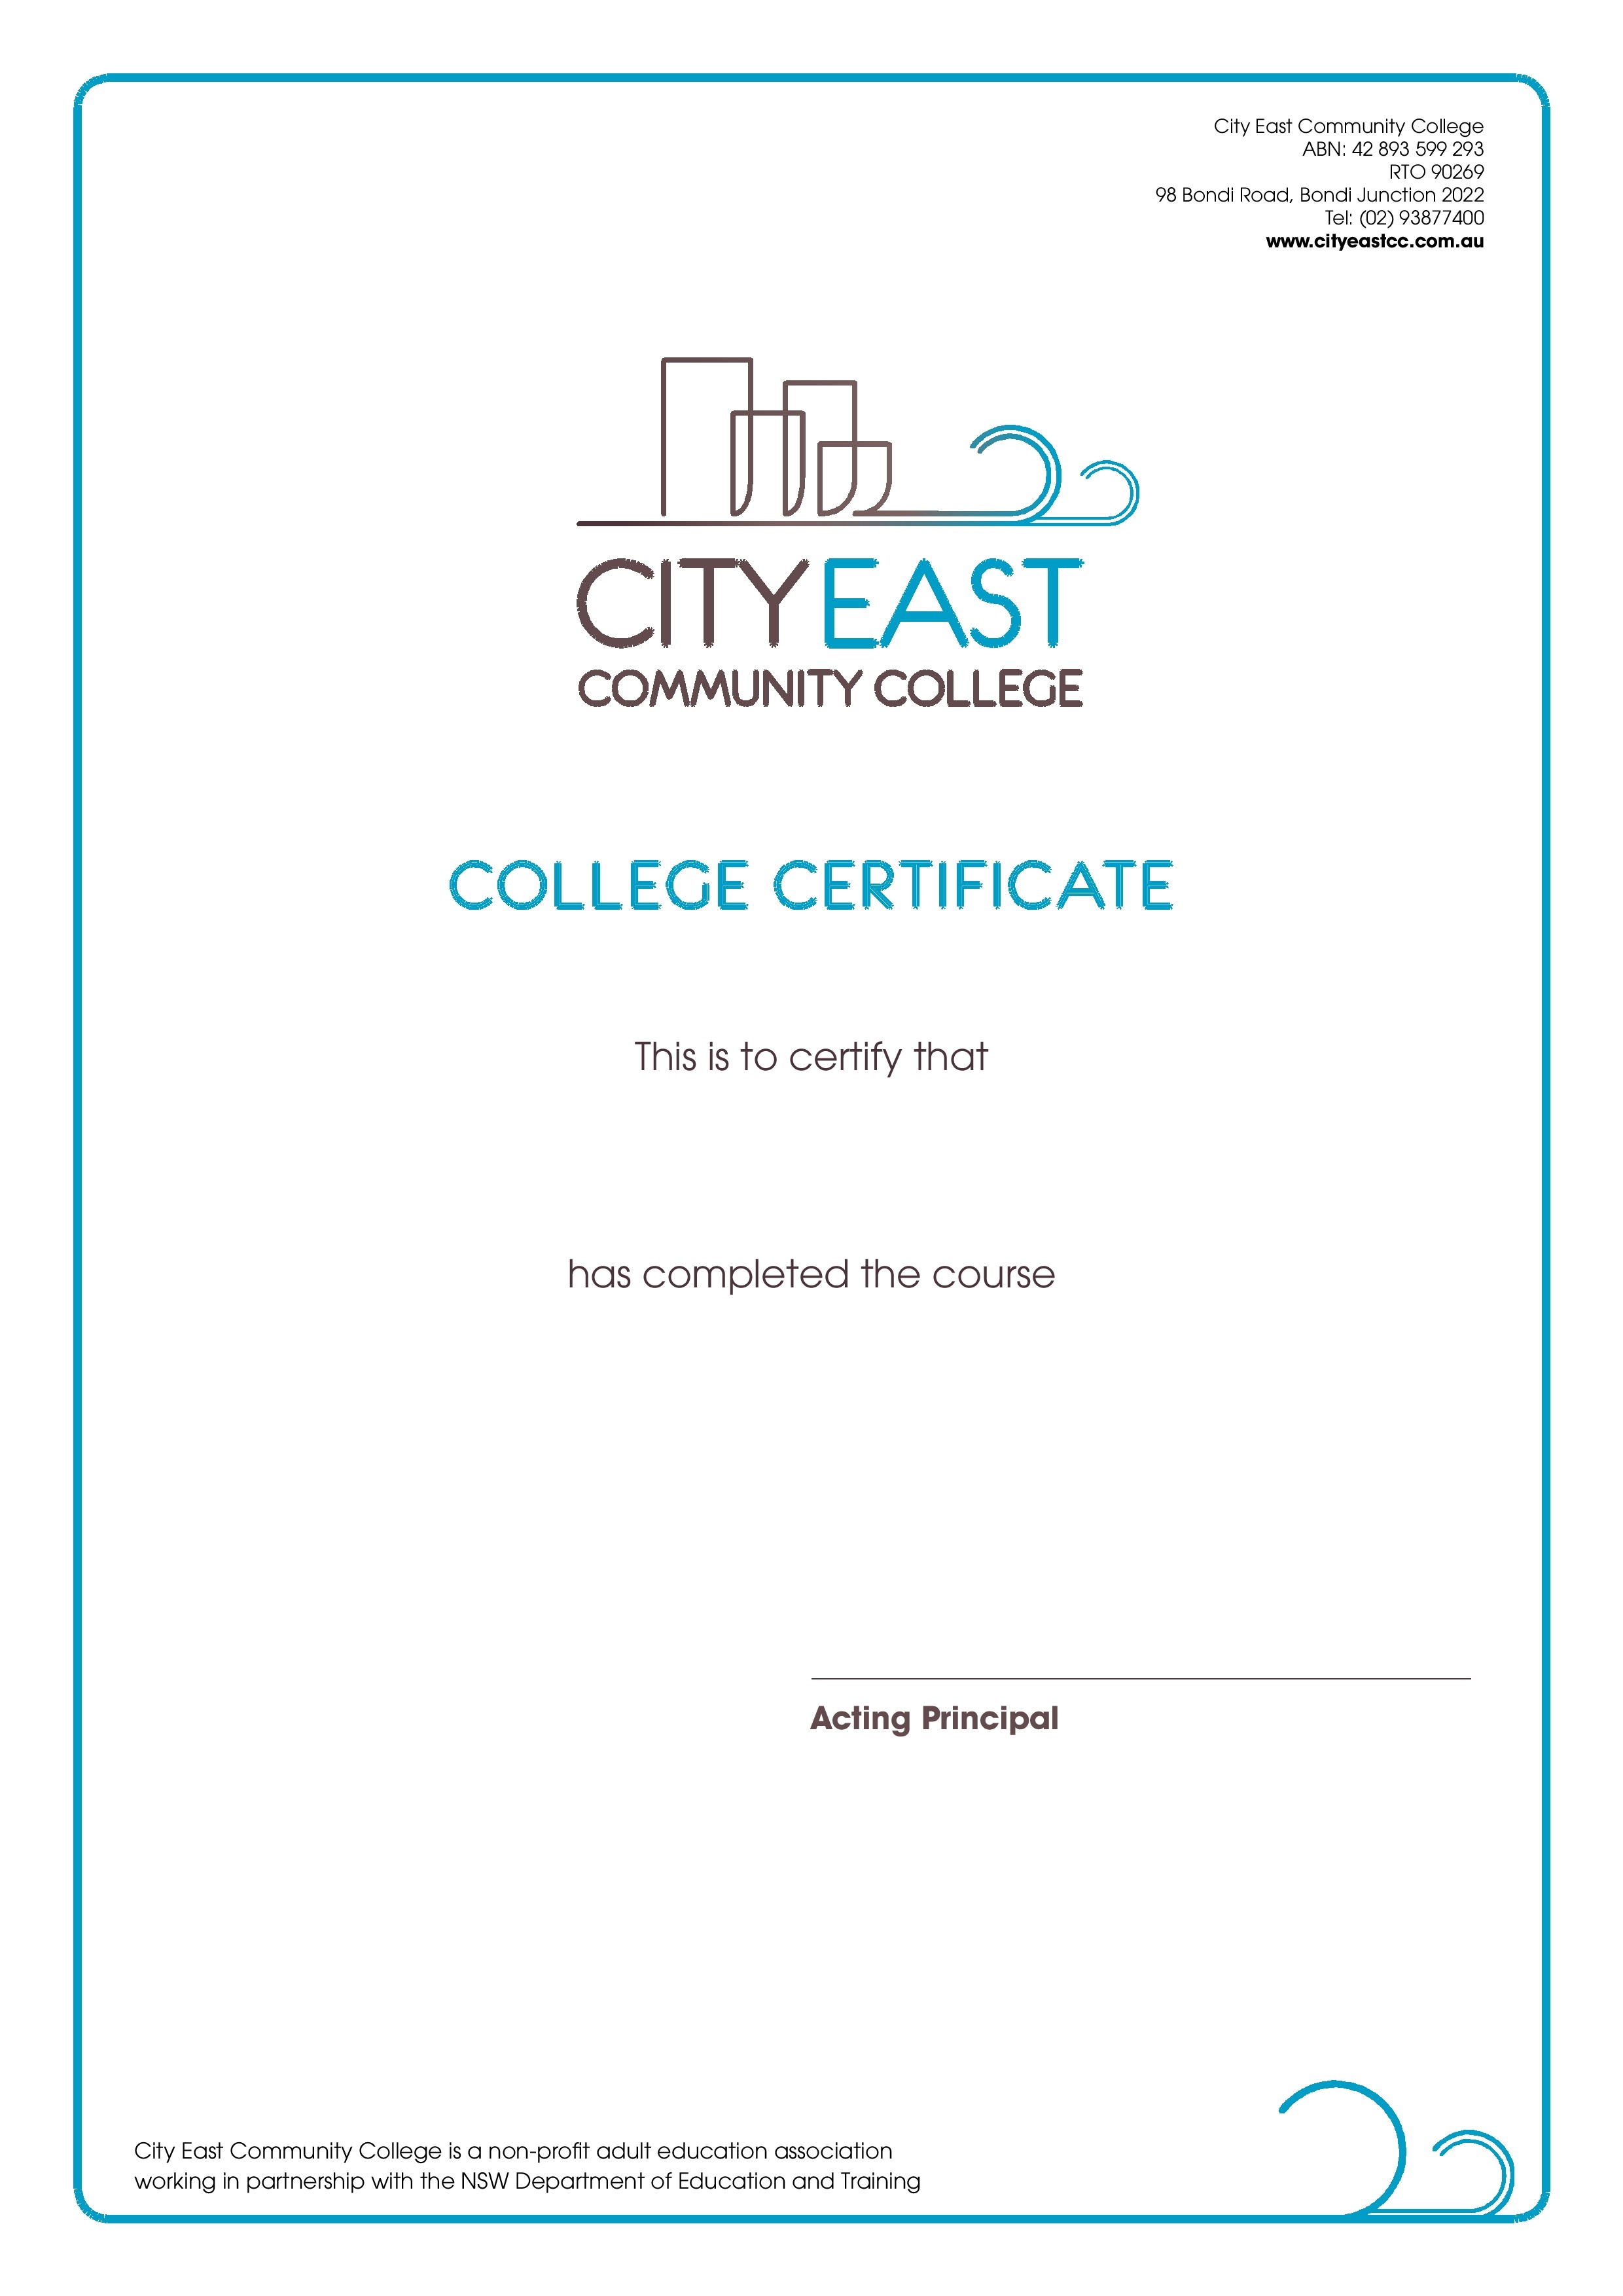 City East Community College
ABN: 42 893 599 293
RTO 90269
98 Bondi Road, Bondi Junction 2022
Tel: (02) 93877400
www.cityeastcc.com.au
CITYEAST
COMMUNITY COLLEGE
COLLEGE CERTIFICATE
This is to certify that
has completed the course
Acting Principal
City East Community College is a non-profit adult education association
working in partnership with the NSW Department of Education and Training